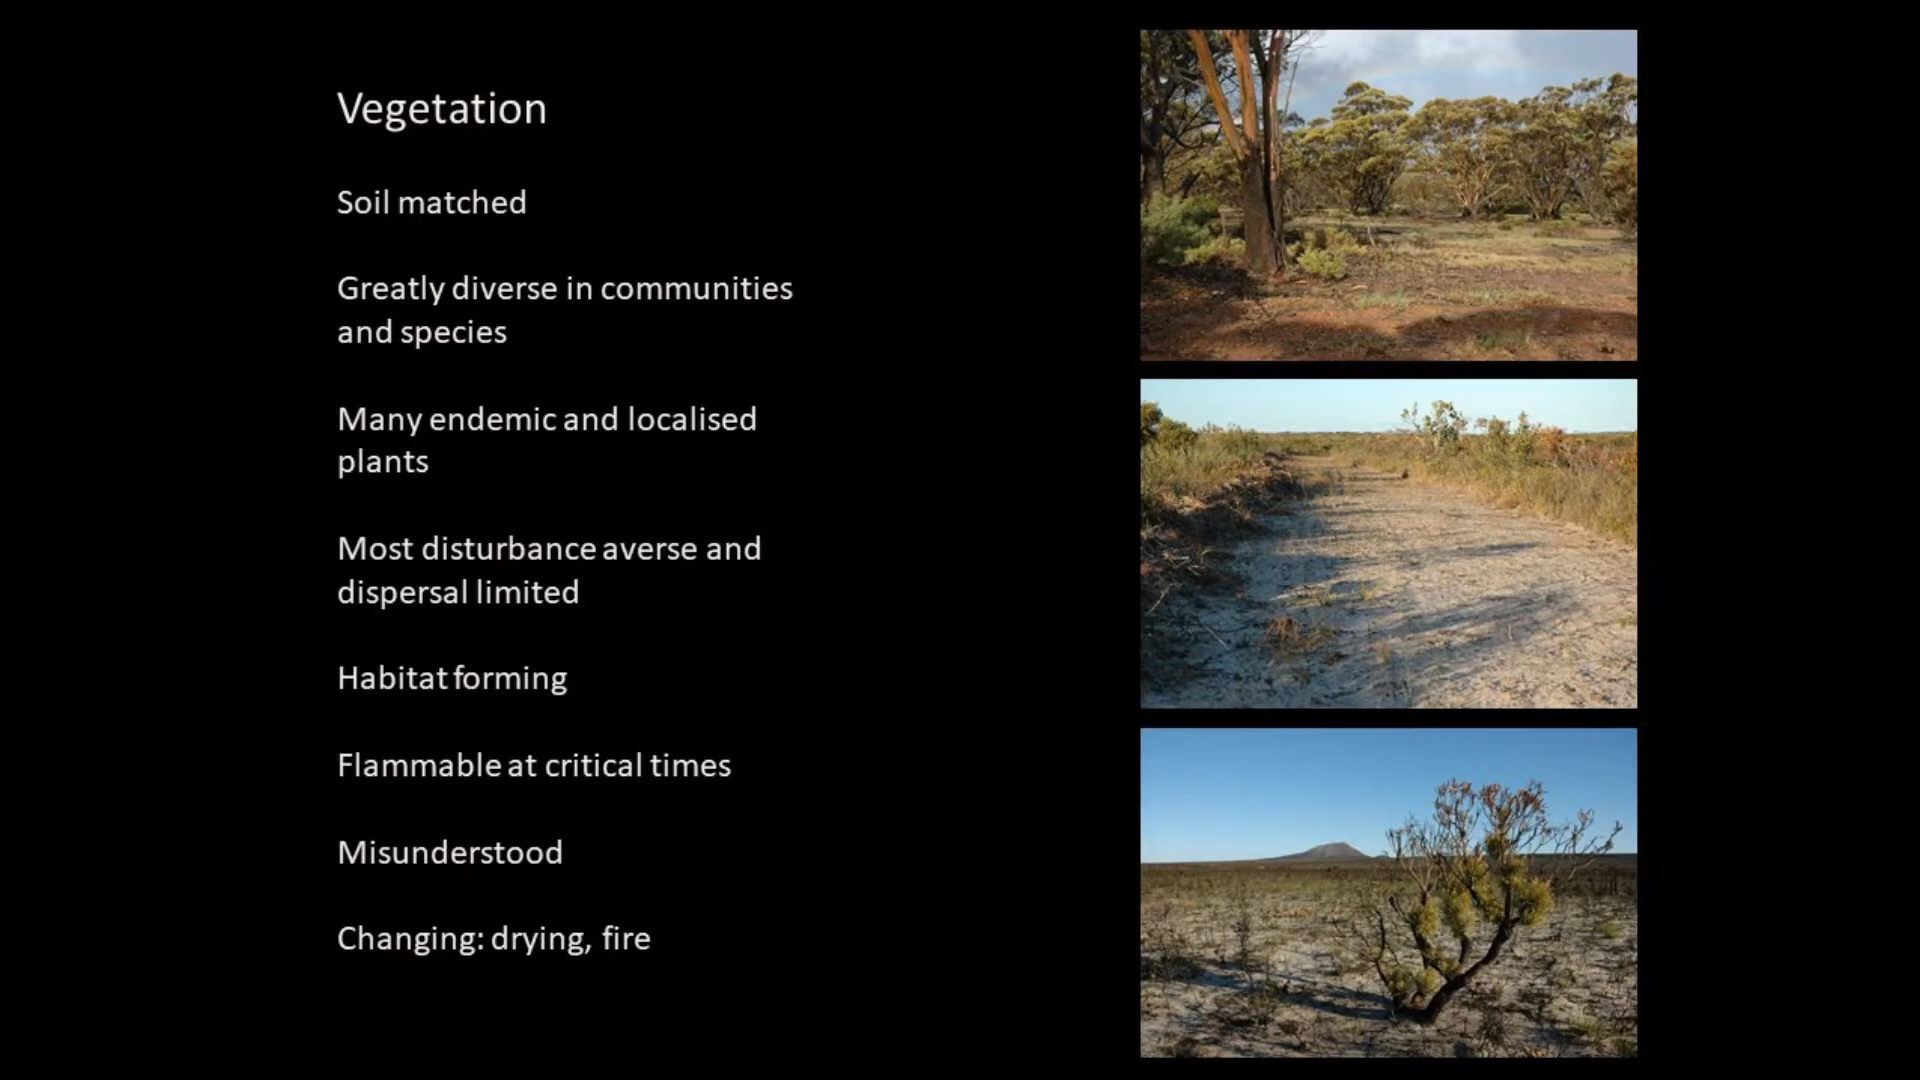 Vegetation
Soil matched
Greatly diverse in communities
and species
Many endemic and localised
plants
Most disturbance averse and
dispersal limited
Habitat forming
Flammable at critical times
Misunderstood
Changing: drying, fire